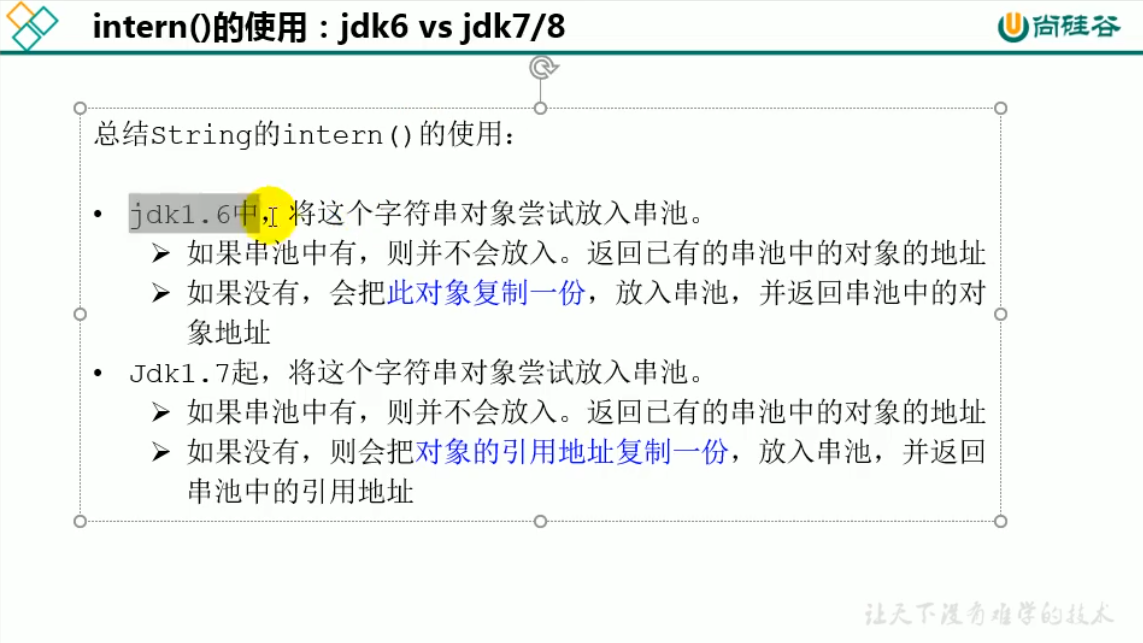 intern()的使用：jdk6 vs jdk7/8
尚硅谷
总结String的intern()的使用：
• jdk1.6中，将这个字符串对象尝试放入串池。
➢ 如果串池中有，则并不会放入。返回已有的串池中的对象的地址
➢ 如果没有，会把此对象复制一份，放入串池，并返回串池中的对
象地址
• Jdk1.7起，将这个字符串对象尝试放入串池。
➢ 如果串池中有，则并不会放入。返回已有的串池中的对象的地址
➢ 如果没有，则会把对象的引用地址复制一份，放入串池，并返回
串池中的引用地址
让天下没有难学的技术